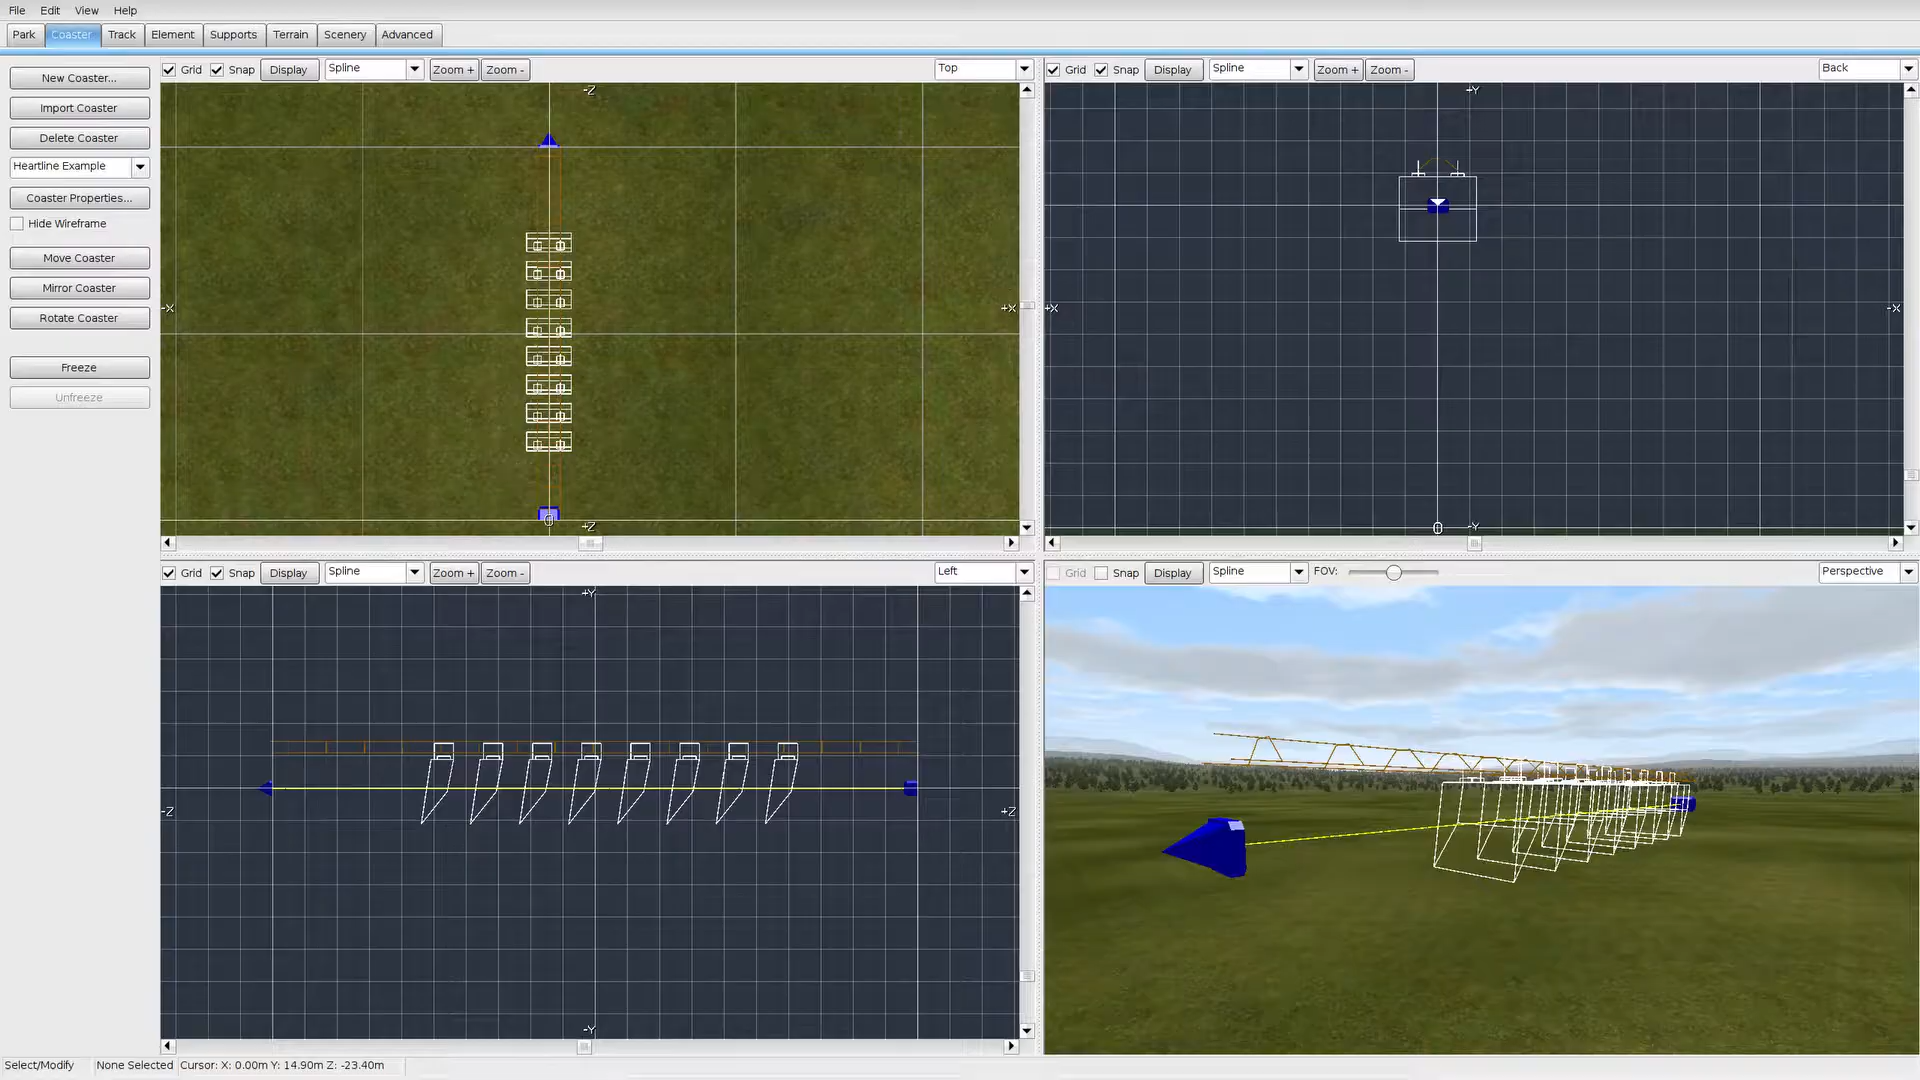 File Edit View Help
Park Coaster Track Element Supports Terrain Scenery Advanced
New Coaster...
Import Coaster
Delete Coaster
Heartline Example
Coaster Properties...
Hide Wireframe
Move Coaster
Mirror Coaster
Rotate Coaster
Freeze
Unfreeze
Grid Snap Display Spline Zoom + Zoom - Top
-Z
-X
+X
+Z
0
Grid Snap Display Spline Zoom + Zoom - Back
+Y
+X
-X
0
-Y
Grid Snap Display Spline Zoom + Zoom - Left
+Y
-Z
+Z
-Y
Grid Snap Display Spline FOV: Perspective
Select/Modify None Selected Cursor: X: 0.00m Y: 14.90m Z: -23.40m